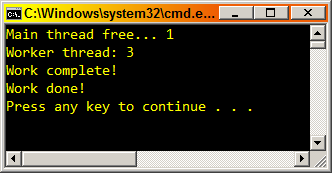 C:\Windows\system32\cmd.e...
Main thread free... 1
Worker thread: 3
Work complete!
Work done!
Press any key to continue . . .